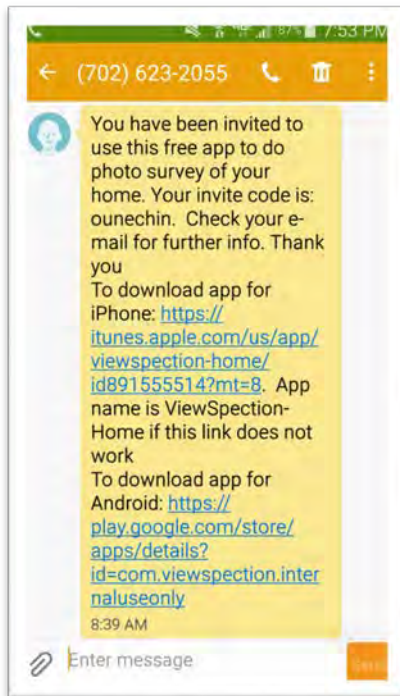 87% 7:53 PM
(702) 623-2055
You have been invited to
use this free app to do
photo survey of your
home. Your invite code is:
ounechin. Check your e-
mail for further info. Thank
you
To download app for
iPhone: https://
itunes.apple.com/us/app/
viewspection-home/
id891555514?mt=8. App
name is ViewSpection-
Home if this link does not
work
To download app for
Android: https://
play.google.com/store/
apps/details?
id=com.viewspection.inter
naluseonly
8:39 AM
Enter message
Send